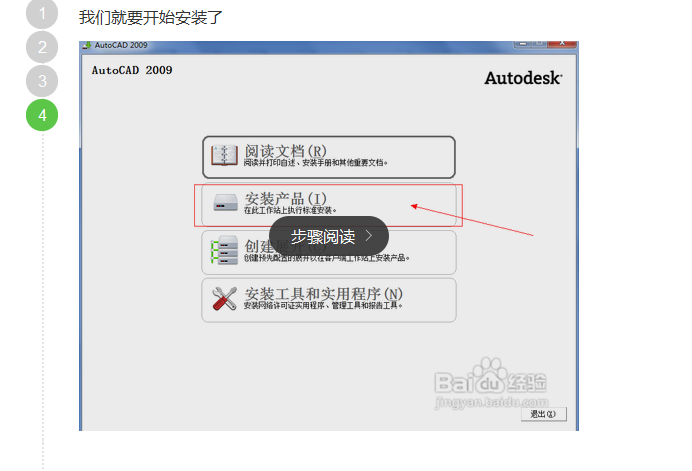 1
我们就要开始安装了
2
3
4
AutoCAD 2009
AutoCAD 2009
Autodesk
阅读文档(R)
阅读并打印自述、安装手册和其他重要文档。
安装产品(I)
在此工作站上执行标准安装。
步骤阅读
创建
创建预先配置的展开以在客户端工作站上安装产品。
安装工具和实用程序(N)
安装网络许可证实用程序、管理工具和报告工具。
Baidu经验
jingyan.baidu.com
退出(X)